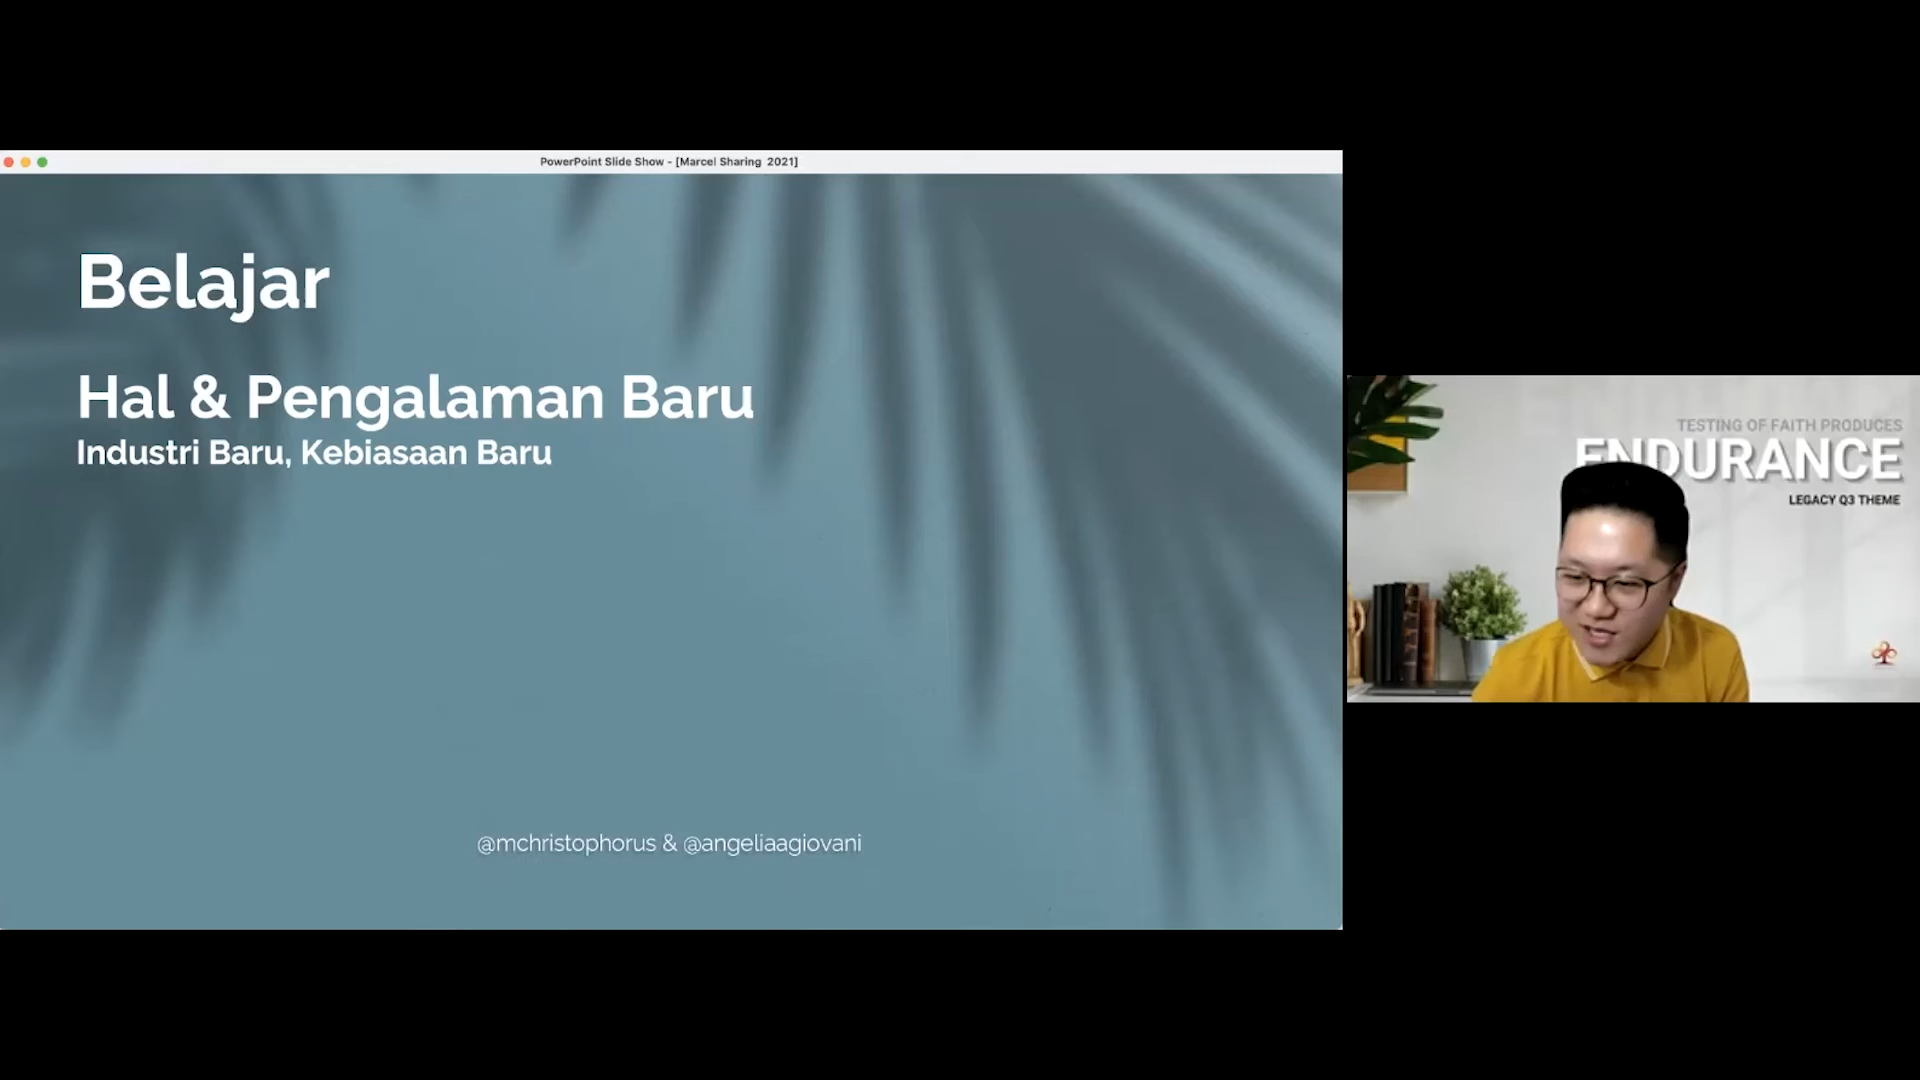 PowerPoint Slide Show - [Marcel Sharing 2021]
Belajar
Hal & Pengalaman Baru
Industri Baru, Kebiasaan Baru
@mchristophorus & @angeliaagiovani
TESTING OF FAITH PRODUCES
ENDURANCE
LEGACY Q3 THEME